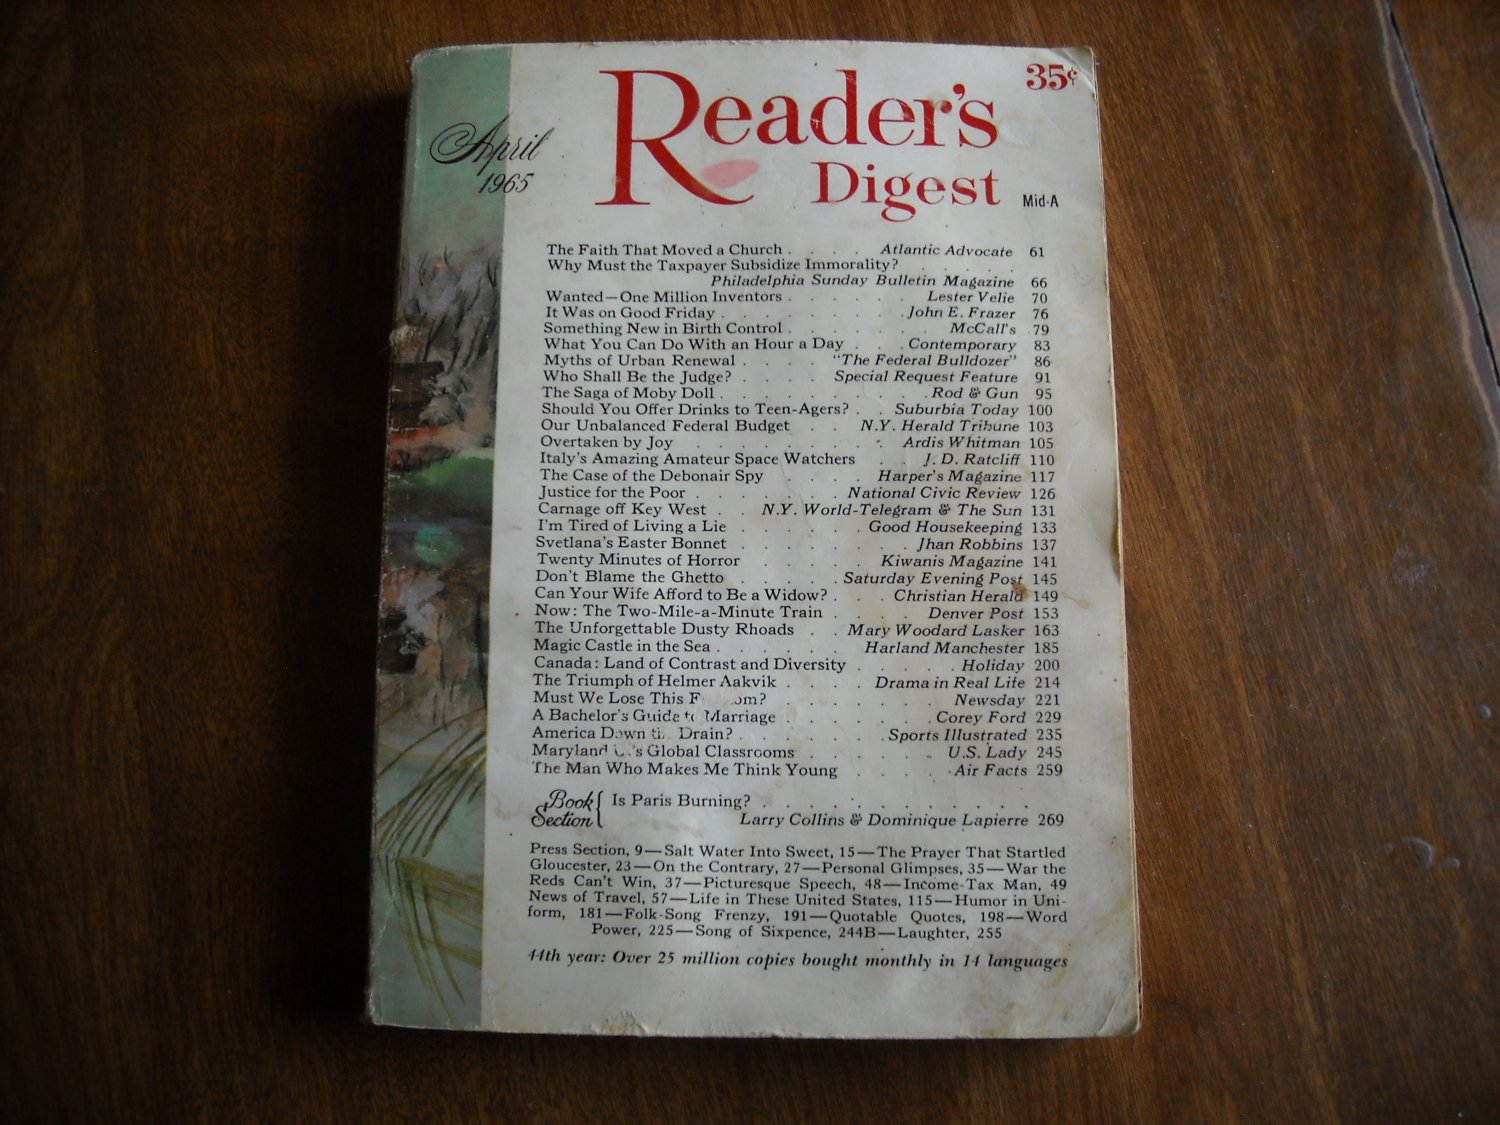 April
1965
35¢
Reader's
Digest
Mid-A
The Faith That Moved a Church . . . . Atlantic Advocate 61
Why Must the Taxpayer Subsidize Immorality? . . . . .
Philadelphia Sunday Bulletin Magazine 66
Wanted—One Million Inventors . . . . . . Lester Velie 70
It Was on Good Friday . . . . . . . . . John E. Frazer 76
Something New in Birth Control . . . . . . . McCall's 79
What You Can Do With an Hour a Day . . . Contemporary 83
Myths of Urban Renewal . . . . "The Federal Bulldozer" 86
Who Shall Be the Judge? . . . . Special Request Feature 91
The Saga of Moby Doll . . . . . . . . . . Rod & Gun 95
Should You Offer Drinks to Teen-Agers? . . Suburbia Today 100
Our Unbalanced Federal Budget . . N.Y. Herald Tribune 103
Overtaken by Joy . . . . . . . . . Ardis Whitman 105
Italy's Amazing Amateur Space Watchers . . J. D. Ratcliff 110
The Case of the Debonair Spy . . . . Harper's Magazine 117
Justice for the Poor . . . . . . . National Civic Review 126
Carnage off Key West . . N.Y. World-Telegram & The Sun 131
I'm Tired of Living a Lie . . . . . . Good Housekeeping 133
Svetlana's Easter Bonnet . . . . . . . . Jhan Robbins 137
Twenty Minutes of Horror . . . . . Kiwanis Magazine 141
Don't Blame the Ghetto . . . . . Saturday Evening Post 145
Can Your Wife Afford to Be a Widow? . . . Christian Herald 149
Now: The Two-Mile-a-Minute Train . . . . Denver Post 153
The Unforgettable Dusty Rhoads . . Mary Woodard Lasker 163
Magic Castle in the Sea . . . . . . Harland Manchester 185
Canada: Land of Contrast and Diversity . . . . . Holiday 200
The Triumph of Helmer Aakvik . . . . Drama in Real Life 214
Must We Lose This . . . . . . . Newsday 221
A Bachelor's Guide to Marriage . . . . . . Corey Ford 229
America Down the Drain? . . . . . . . Sports Illustrated 235
Maryland U.'s Global Classrooms . . . . . U.S. Lady 245
The Man Who Makes Me Think Young . . . . Air Facts 259
Book Section { Is Paris Burning? . . . . . . . . . . . . .
Larry Collins & Dominique Lapierre 269
Press Section, 9—Salt Water Into Sweet, 15—The Prayer That Startled
Gloucester, 23—On the Contrary, 27—Personal Glimpses, 35—War the
Reds Can't Win, 37—Picturesque Speech, 48—Income-Tax Man, 49
News of Travel, 57—Life in These United States, 115—Humor in Uni-
form, 181—Folk-Song Frenzy, 191—Quotable Quotes, 198—Word
Power, 225—Song of Sixpence, 244B—Laughter, 255
44th year: Over 25 million copies bought monthly in 14 languages